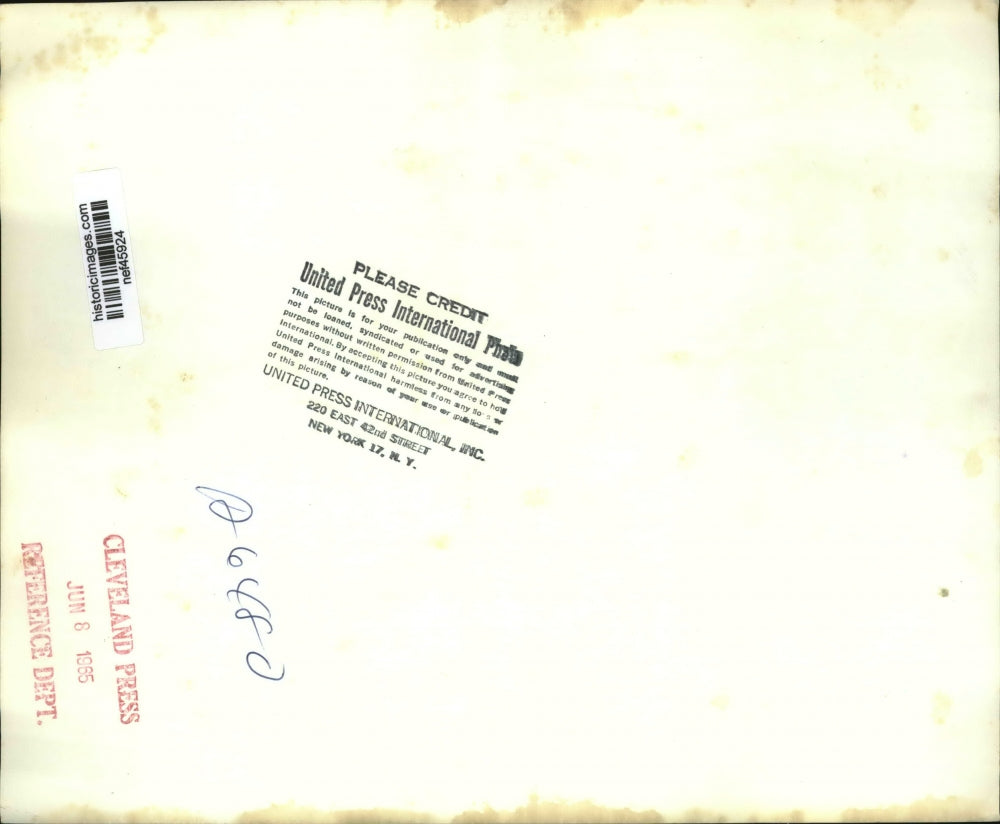 historicimages.com
nef45924
PLEASE CREDIT
United Press International Photo
This picture is for your publication only and must
not be loaned, syndicated or used for advertising
purposes without written permission from United Press
International. By accepting this picture you agree to hold
United Press International harmless from any loss or
damage arising by reason of your use or publication
of this picture.
UNITED PRESS INTERNATIONAL, INC.
220 EAST 42nd STREET
NEW YORK 17, N. Y.
CLEVELAND PRESS
JUN 8 1965
REFERENCE DEPT.